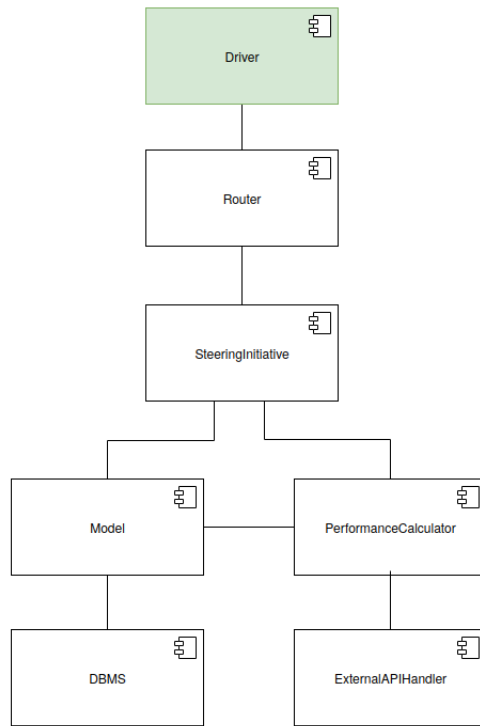 Driver
Router
SteeringInitiative
Model
PerformanceCalculator
DBMS
ExternalAPIHandler